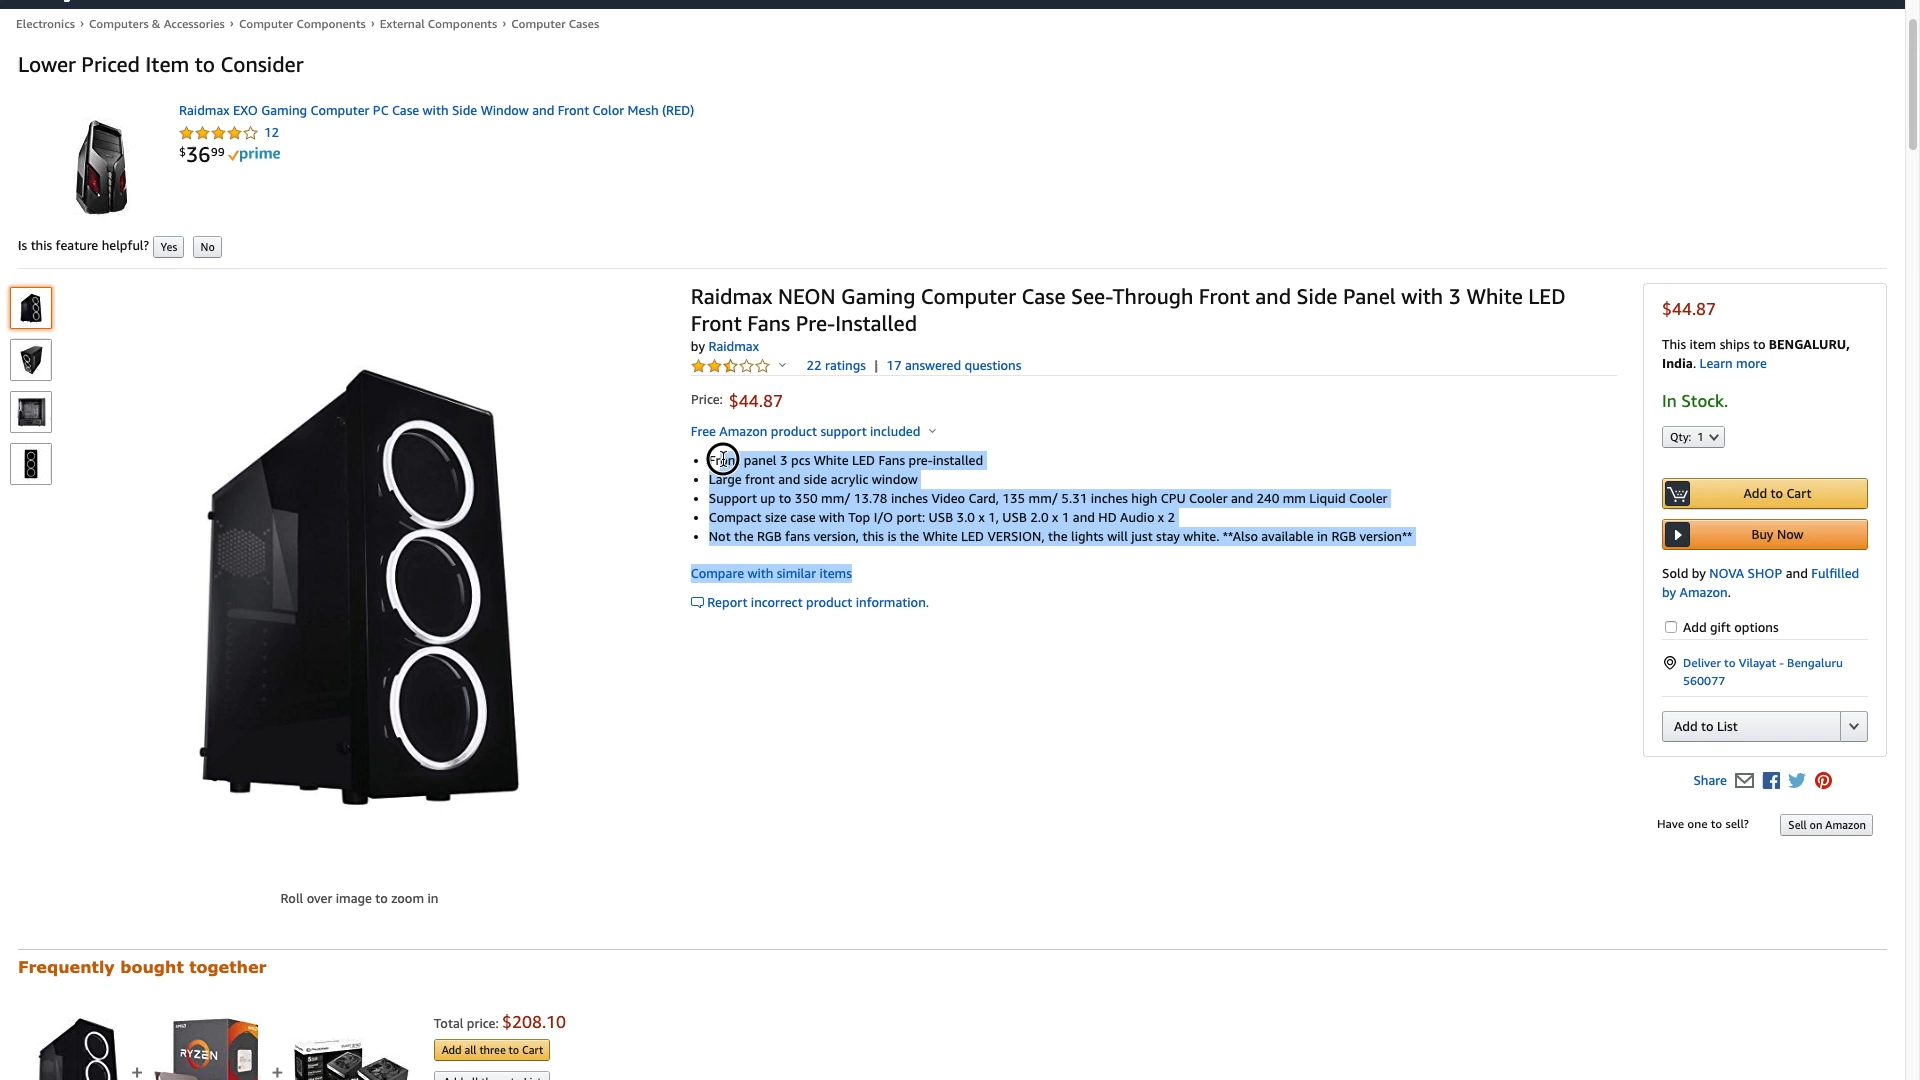 Electronics › Computers & Accessories › Computer Components › External Components › Computer Cases
Lower Priced Item to Consider
Raidmax EXO Gaming Computer PC Case with Side Window and Front Color Mesh (RED)
12
$36⁹⁹ prime
Is this feature helpful? Yes No
Raidmax NEON Gaming Computer Case See-Through Front and Side Panel with 3 White LED
Front Fans Pre-Installed
by Raidmax
22 ratings | 17 answered questions
Price: $44.87
Free Amazon product support included
• Front panel 3 pcs White LED Fans pre-installed
• Large front and side acrylic window
• Support up to 350 mm/ 13.78 inches Video Card, 135 mm/ 5.31 inches high CPU Cooler and 240 mm Liquid Cooler
• Compact size case with Top I/O port: USB 3.0 x 1, USB 2.0 x 1 and HD Audio x 2
• Not the RGB fans version, this is the White LED VERSION, the lights will just stay white. **Also available in RGB version**
Compare with similar items
Report incorrect product information.
$44.87
This item ships to BENGALURU,
India. Learn more
In Stock.
Qty: 1
Add to Cart
Buy Now
Sold by NOVA SHOP and Fulfilled
by Amazon.
Add gift options
Deliver to Vilayat - Bengaluru
560077
Add to List
Share
Have one to sell? Sell on Amazon
Roll over image to zoom in
Frequently bought together
RYZEN
Total price: $208.10
Add all three to Cart